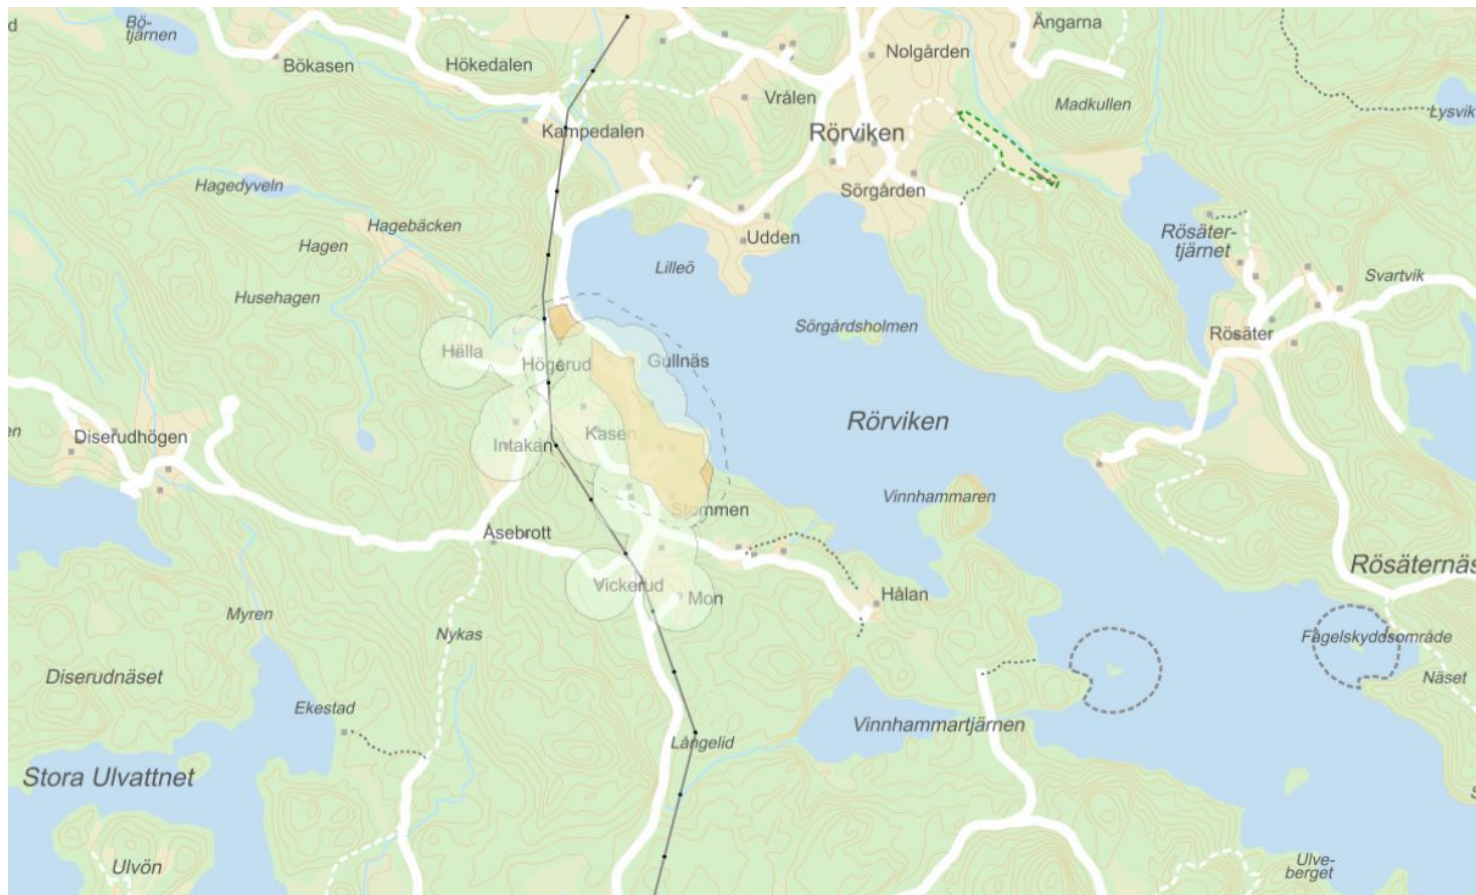 d
Bö-
tjärnen
Bökasen
Hökedalen
Nolgården
Ängarna
Vrålen
Madkullen
Lysvik
Kampedalen
Rörviken
Hagedyveln
Sörgården
Hagebäcken
Hagen
Udden
Rösäter-
tjärnet
Lilleö
Svartvik
Husehagen
Sörgårdsholmen
Rösäter
Hälla
Högerud
Gullnäs
Rörviken
en
Diserudhögen
Intakan
Kasen
Vinnhammaren
Stommen
Åsebrott
Rösäternäs
Vickerud
Mon
Hålan
Myren
Nykas
Fågelskyddsområde
Diserudnäset
Näset
Ekestad
Vinnhammartjärnen
Långelid
Stora Ulvattnet
s
Ulvön
Ulve-
berget